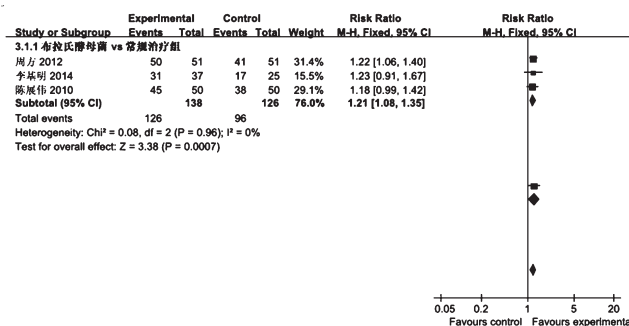 Experimental Control Risk Ratio Risk Ratio
Study or Subgroup Events Total Events Total Weight M-H, Fixed, 95% CI M-H, Fixed, 95% CI
3.1.1 布拉氏酵母菌 vs 常规治疗组
周方 2012 50 51 41 51 31.4% 1.22 [1.06, 1.40]
李基明 2014 31 37 17 25 15.5% 1.23 [0.91, 1.67]
陈展伟 2010 45 50 38 50 29.1% 1.18 [0.99, 1.42]
Subtotal (95% CI) 138 126 76.0% 1.21 [1.08, 1.35]
Total events 126 96
Heterogeneity: Chi² = 0.08, df = 2 (P = 0.96); I² = 0%
Test for overall effect: Z = 3.38 (P = 0.0007)
0.05 0.2 1 5 20
Favours control Favours experimenta